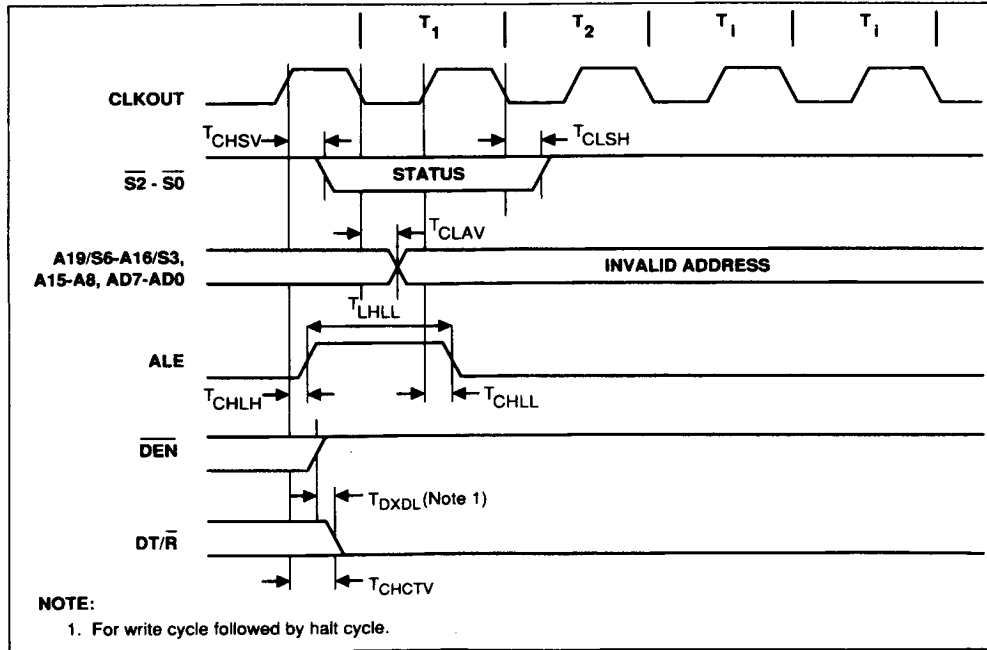 T1 T2 Ti Ti
CLKOUT
TCHSV TCLSH
S2 - S0 STATUS
TCLAV
A19/S6-A16/S3,
A15-A8, AD7-AD0 INVALID ADDRESS
TLHLL
ALE
TCHLH TCHLL
DEN
TDXDL (Note 1)
DT/R
TCHCTV
NOTE:
1. For write cycle followed by halt cycle.